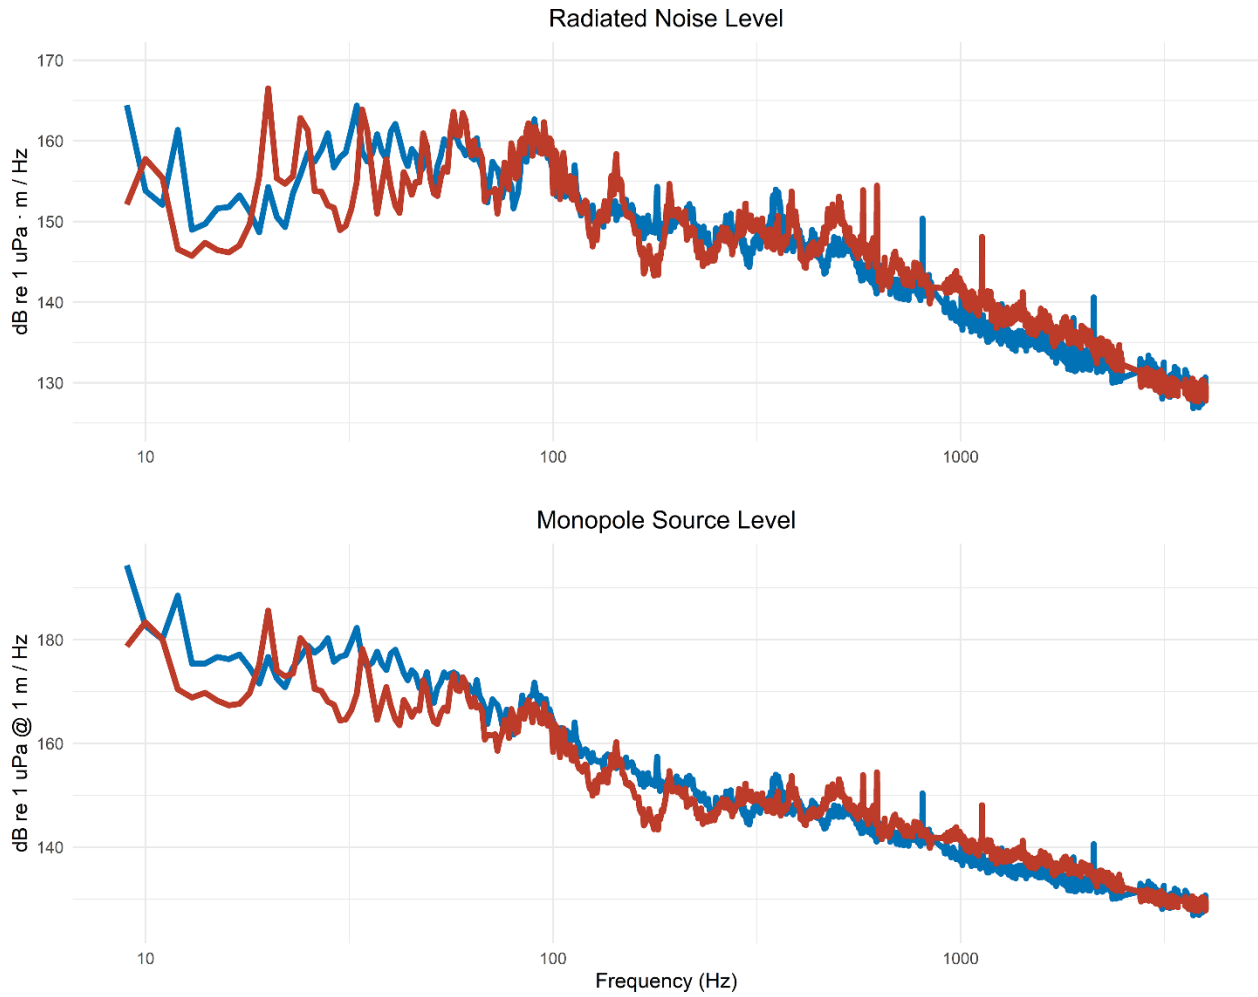 Radiated Noise Level
dB re 1 uPa · m / Hz
170
160
150
140
130
10 100 1000
Monopole Source Level
dB re 1 uPa @ 1 m / Hz
180
160
140
10 100 1000
Frequency (Hz)